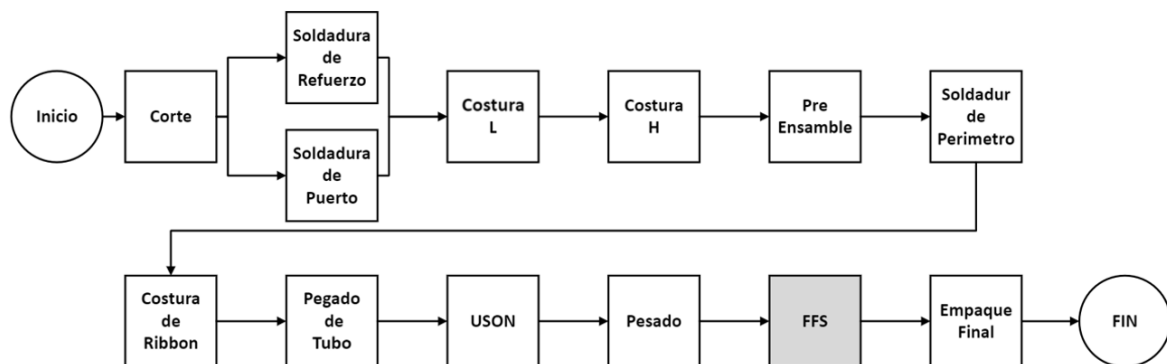 Inicio
Corte
Soldadura
de
Refuerzo
Soldadura
de
Puerto
Costura
L
Costura
H
Pre
Ensamble
Soldadur
de
Perimetro
Costura
de
Ribbon
Pegado
de
Tubo
USON
Pesado
FFS
Empaque
Final
FIN